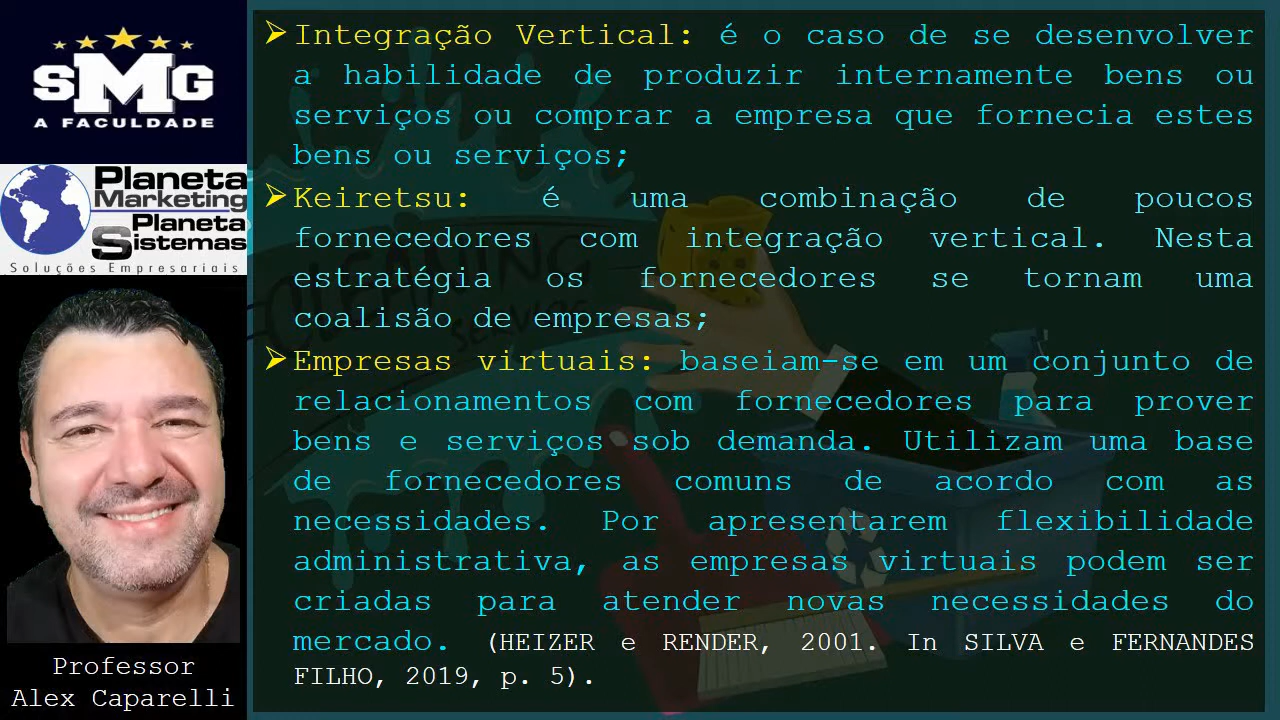 SMG
A FACULDADE
Planeta
Marketing
Planeta
Sistemas
Soluções Empresariais
Professor
Alex Caparelli
➢Integração Vertical: é o caso de se desenvolver
a habilidade de produzir internamente bens ou
serviços ou comprar a empresa que fornecia estes
bens ou serviços;
➢Keiretsu: é uma combinação de poucos
fornecedores com integração vertical. Nesta
estratégia os fornecedores se tornam uma
coalisão de empresas;
➢Empresas virtuais: baseiam-se em um conjunto de
relacionamentos com fornecedores para prover
bens e serviços sob demanda. Utilizam uma base
de fornecedores comuns de acordo com as
necessidades. Por apresentarem flexibilidade
administrativa, as empresas virtuais podem ser
criadas para atender novas necessidades do
mercado. (HEIZER e RENDER, 2001. In SILVA e FERNANDES
FILHO, 2019, p. 5).
CLEANING
SERVICE